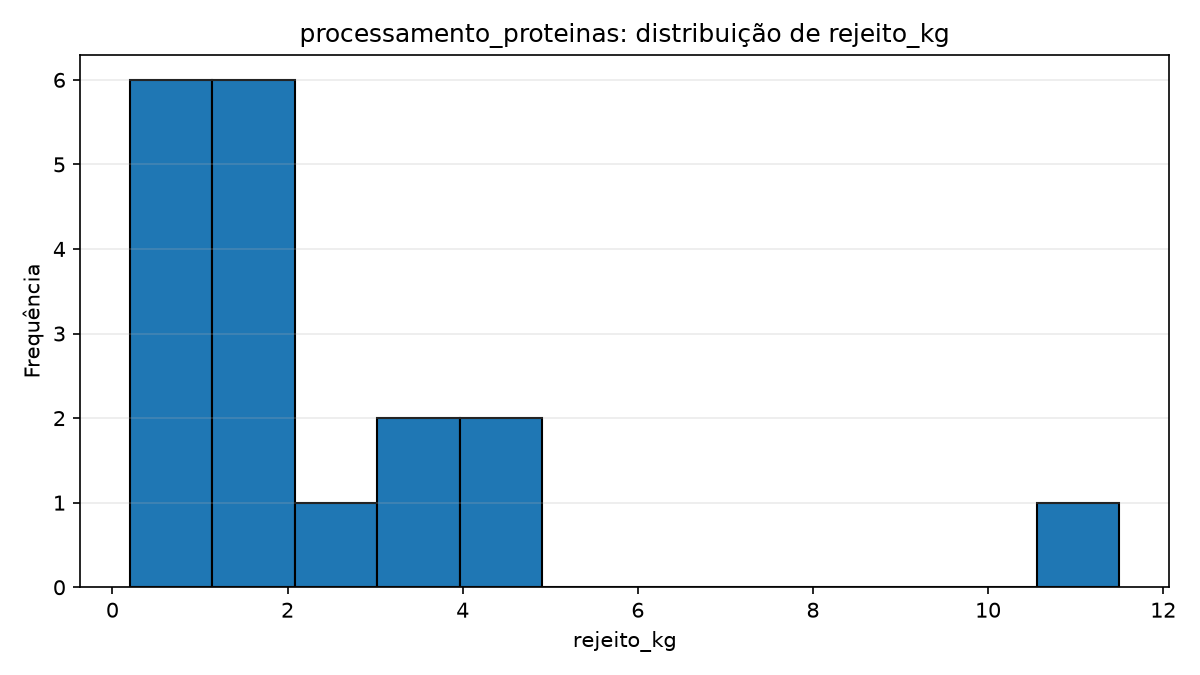 processamento_proteinas: distribuição de rejeito_kg
Frequência
6
5
4
3
2
1
0
0 2 4 6 8 10 12
rejeito_kg